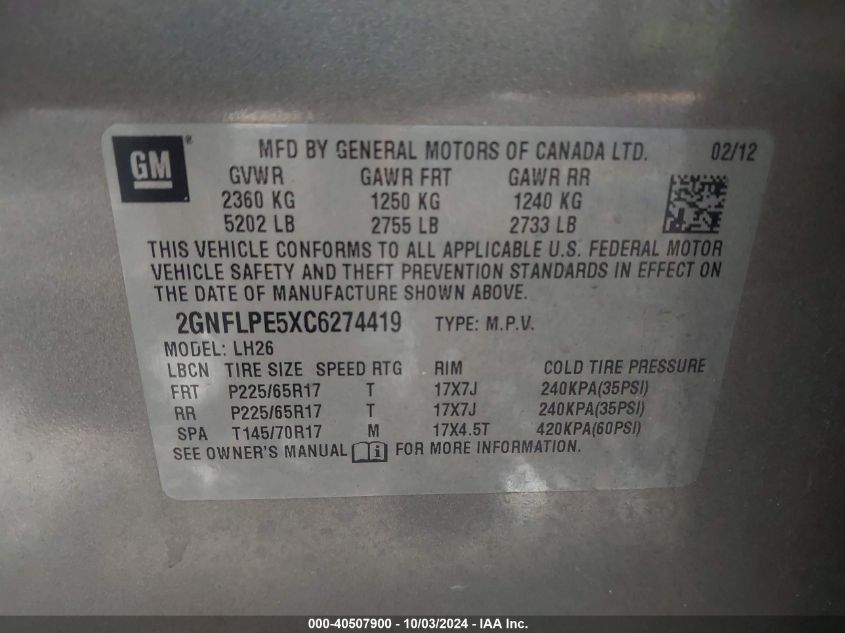 GM® MFD BY GENERAL MOTORS OF CANADA LTD. 02/12
GVWR GAWR FRT GAWR RR
2360 KG 1250 KG 1240 KG
5202 LB 2755 LB 2733 LB
THIS VEHICLE CONFORMS TO ALL APPLICABLE U.S. FEDERAL MOTOR
VEHICLE SAFETY AND THEFT PREVENTION STANDARDS IN EFFECT ON
THE DATE OF MANUFACTURE SHOWN ABOVE.
2GNFLPE5XC6274419 TYPE: M.P.V.
MODEL: LH26
LBCN TIRE SIZE SPEED RTG RIM COLD TIRE PRESSURE
FRT P225/65R17 T 17X7J 240KPA(35PSI)
RR P225/65R17 T 17X7J 240KPA(35PSI)
SPA T145/70R17 M 17X4.5T 420KPA(60PSI)
SEE OWNER'S MANUAL i FOR MORE INFORMATION.
000-40507900 - 10/03/2024 - IAA Inc.